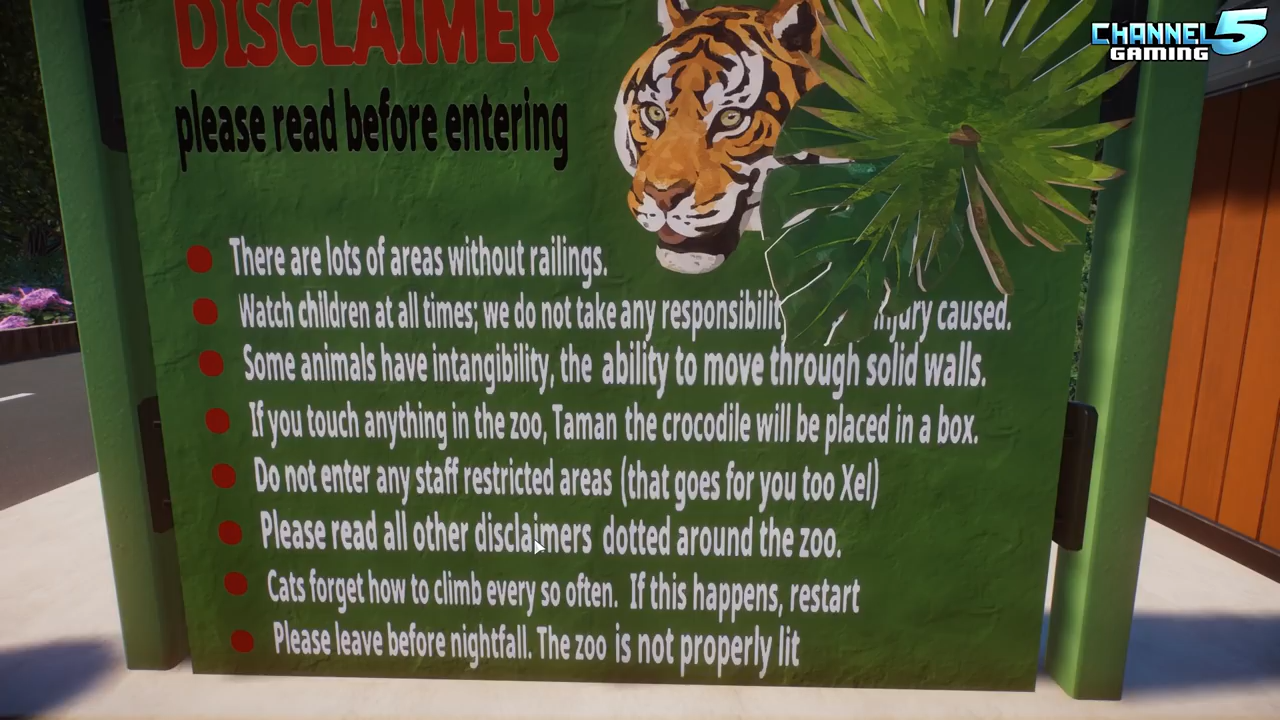 CHANNEL 5
GAMING
DISCLAIMER
please read before entering
There are lots of areas without railings.
Watch children at all times; we do not take any responsibility injury caused.
Some animals have intangibility, the ability to move through solid walls.
If you touch anything in the zoo, Taman the crocodile will be placed in a box.
Do not enter any staff restricted areas (that goes for you too Xel)
Please read all other disclaimers dotted around the zoo.
Cats forget how to climb every so often. If this happens, restart
Please leave before nightfall. The zoo is not properly lit